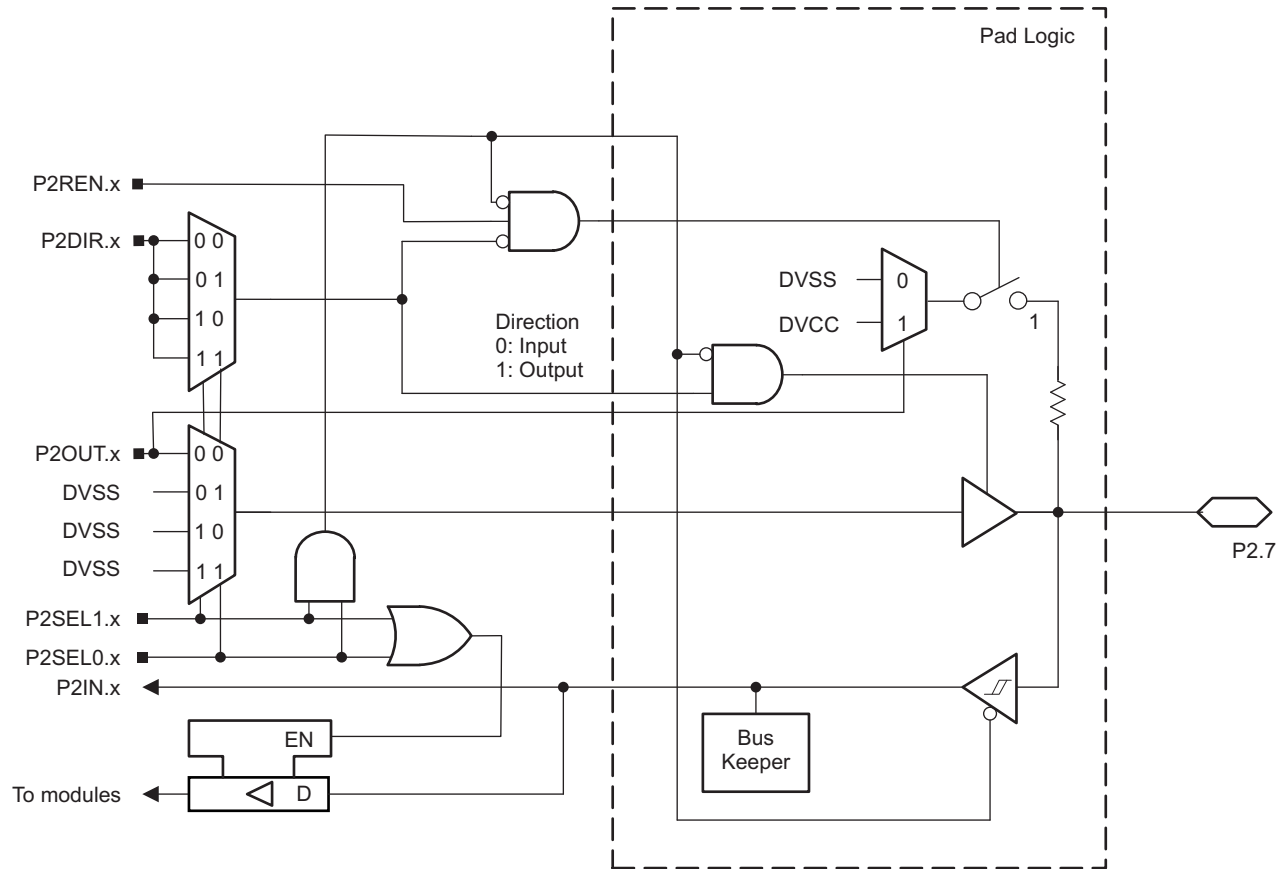 Pad Logic
P2REN.x
P2DIR.x
0 0
0 1
1 0
1 1
Direction
0: Input
1: Output
DVSS
0
DVCC
1
1
P2OUT.x
0 0
DVSS
0 1
DVSS
1 0
DVSS
1 1
P2.7
P2SEL1.x
P2SEL0.x
P2IN.x
Bus
Keeper
EN
To modules
D